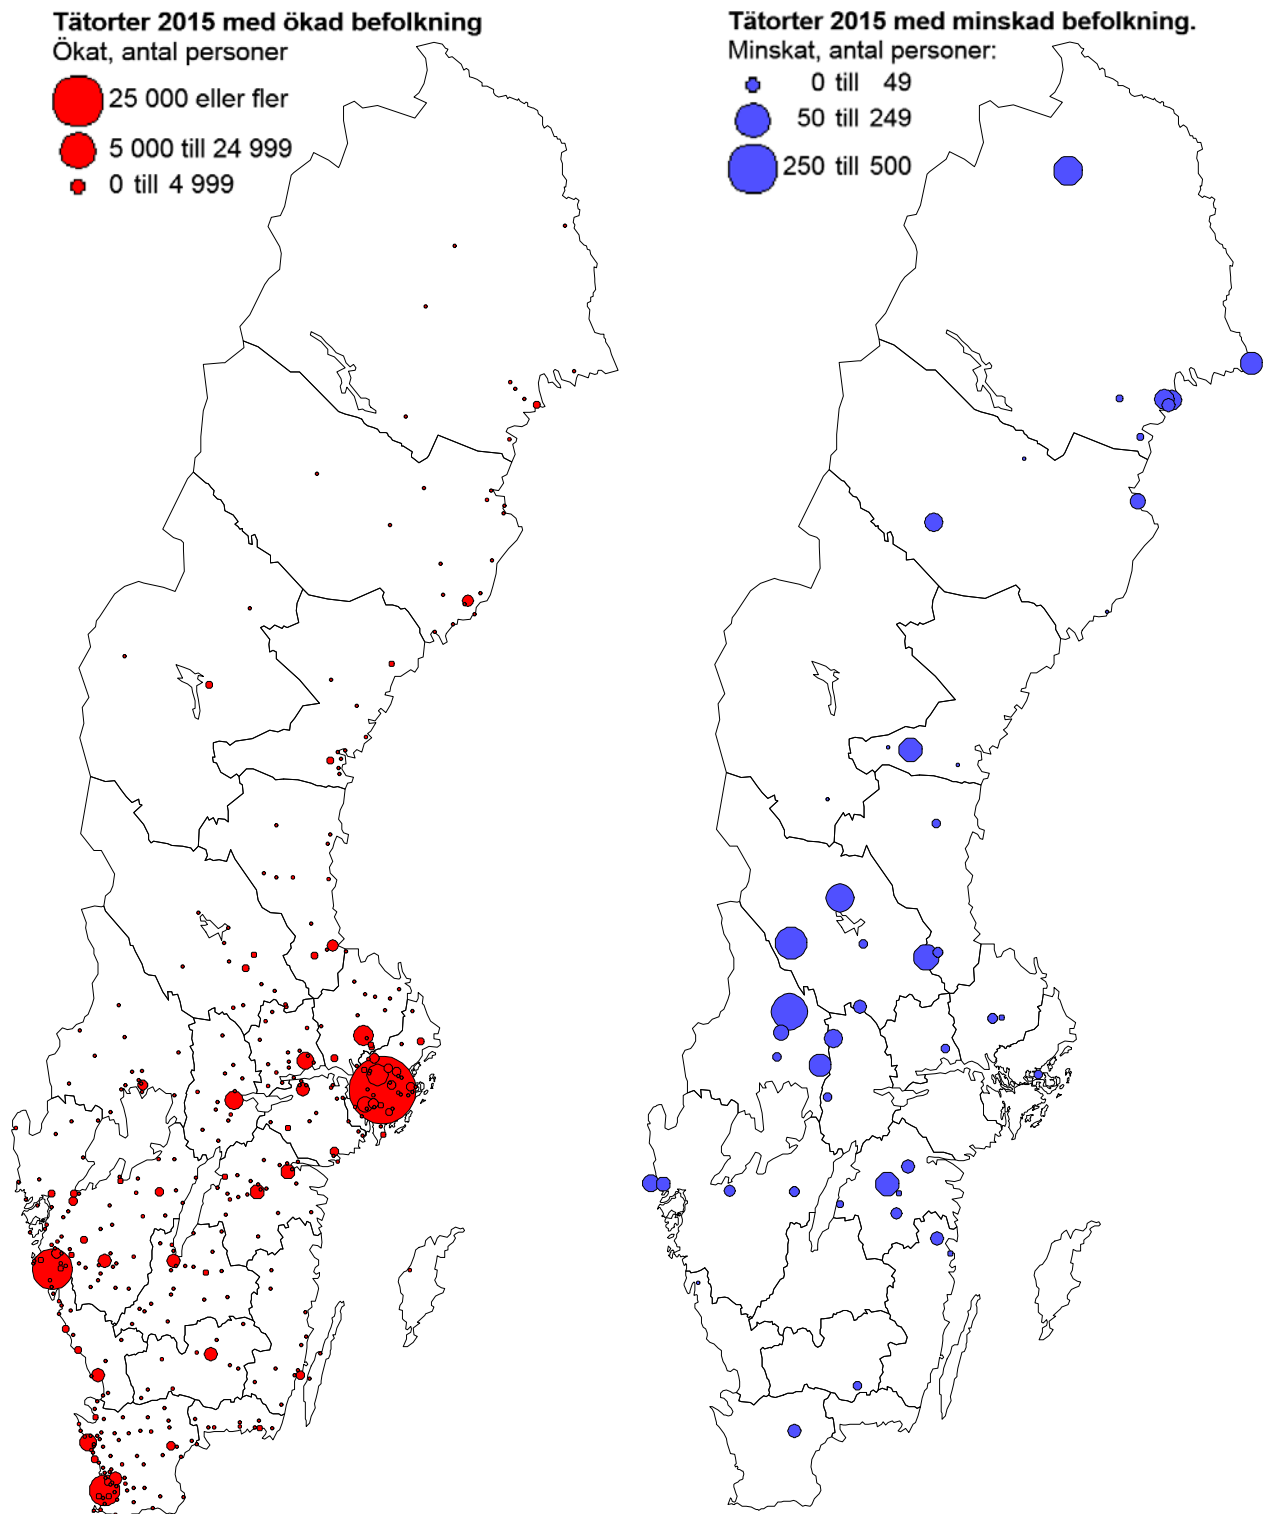 Tätorter 2015 med ökad befolkning
Ökat, antal personer
25 000 eller fler
5 000 till 24 999
0 till 4 999
Tätorter 2015 med minskad befolkning.
Minskat, antal personer:
0 till 49
50 till 249
250 till 500